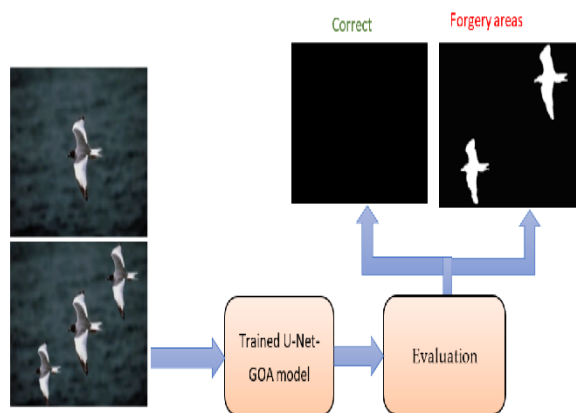 Correct
Forgery areas
Trained U-Net-
GOA model
Evaluation